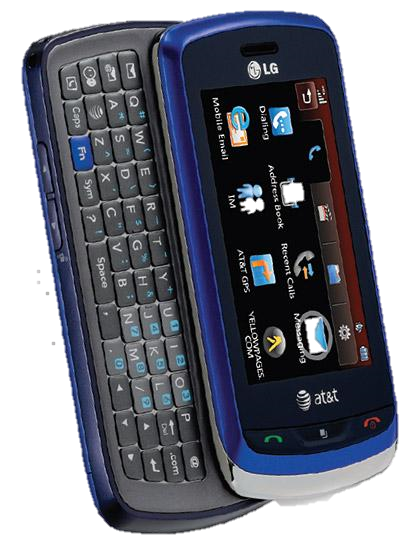 LG
Dialing
Mobile Email
Address Book
IM
Recent Calls
AT&T GPS
Messaging
YELLOWPAGES.
COM
at&t
Q W E R T Y U I O P @
A S D F G H J K L Del .com
Caps Z X C V B N M
Fn Sym ? Space , .